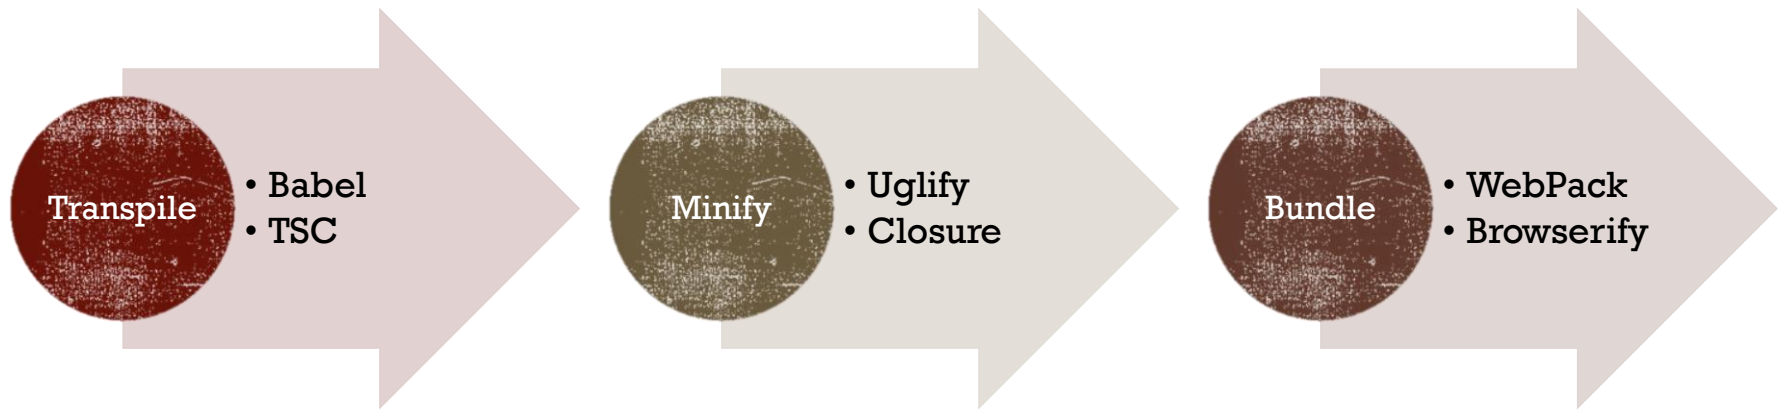 Transpile
• Babel
• TSC
Minify
• Uglify
• Closure
Bundle
• WebPack
• Browserify